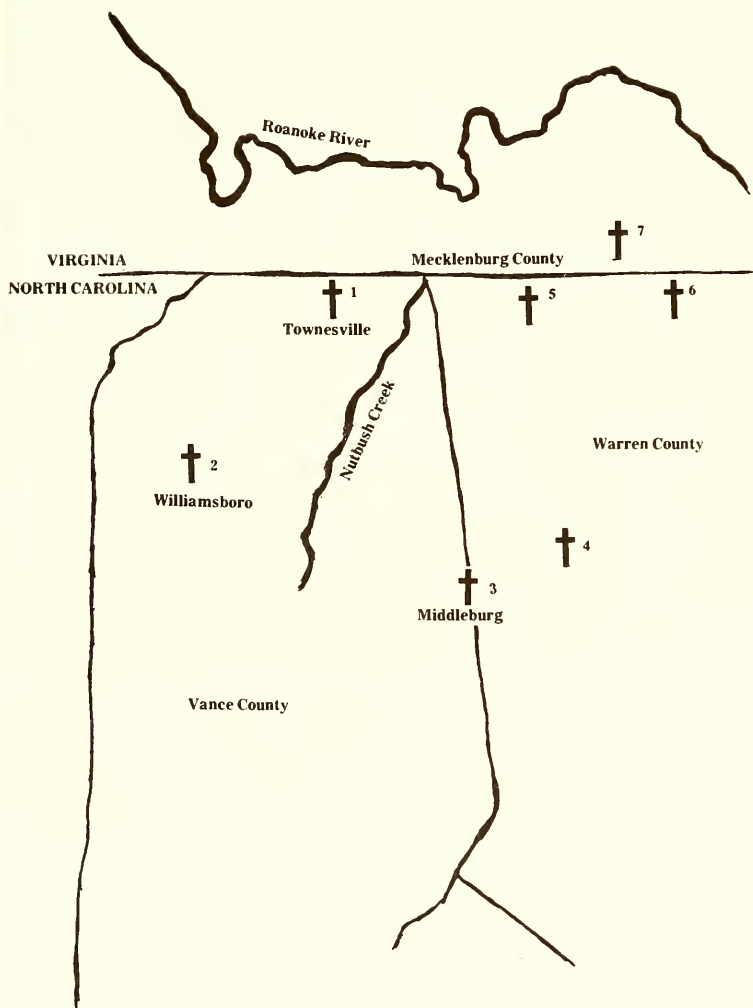 Roanoke River
7
VIRGINIA
Mecklenburg County
NORTH CAROLINA
1
5
6
Townesville
Nutbush Creek
Warren County
2
Williamsboro
4
3
Middleburg
Vance County